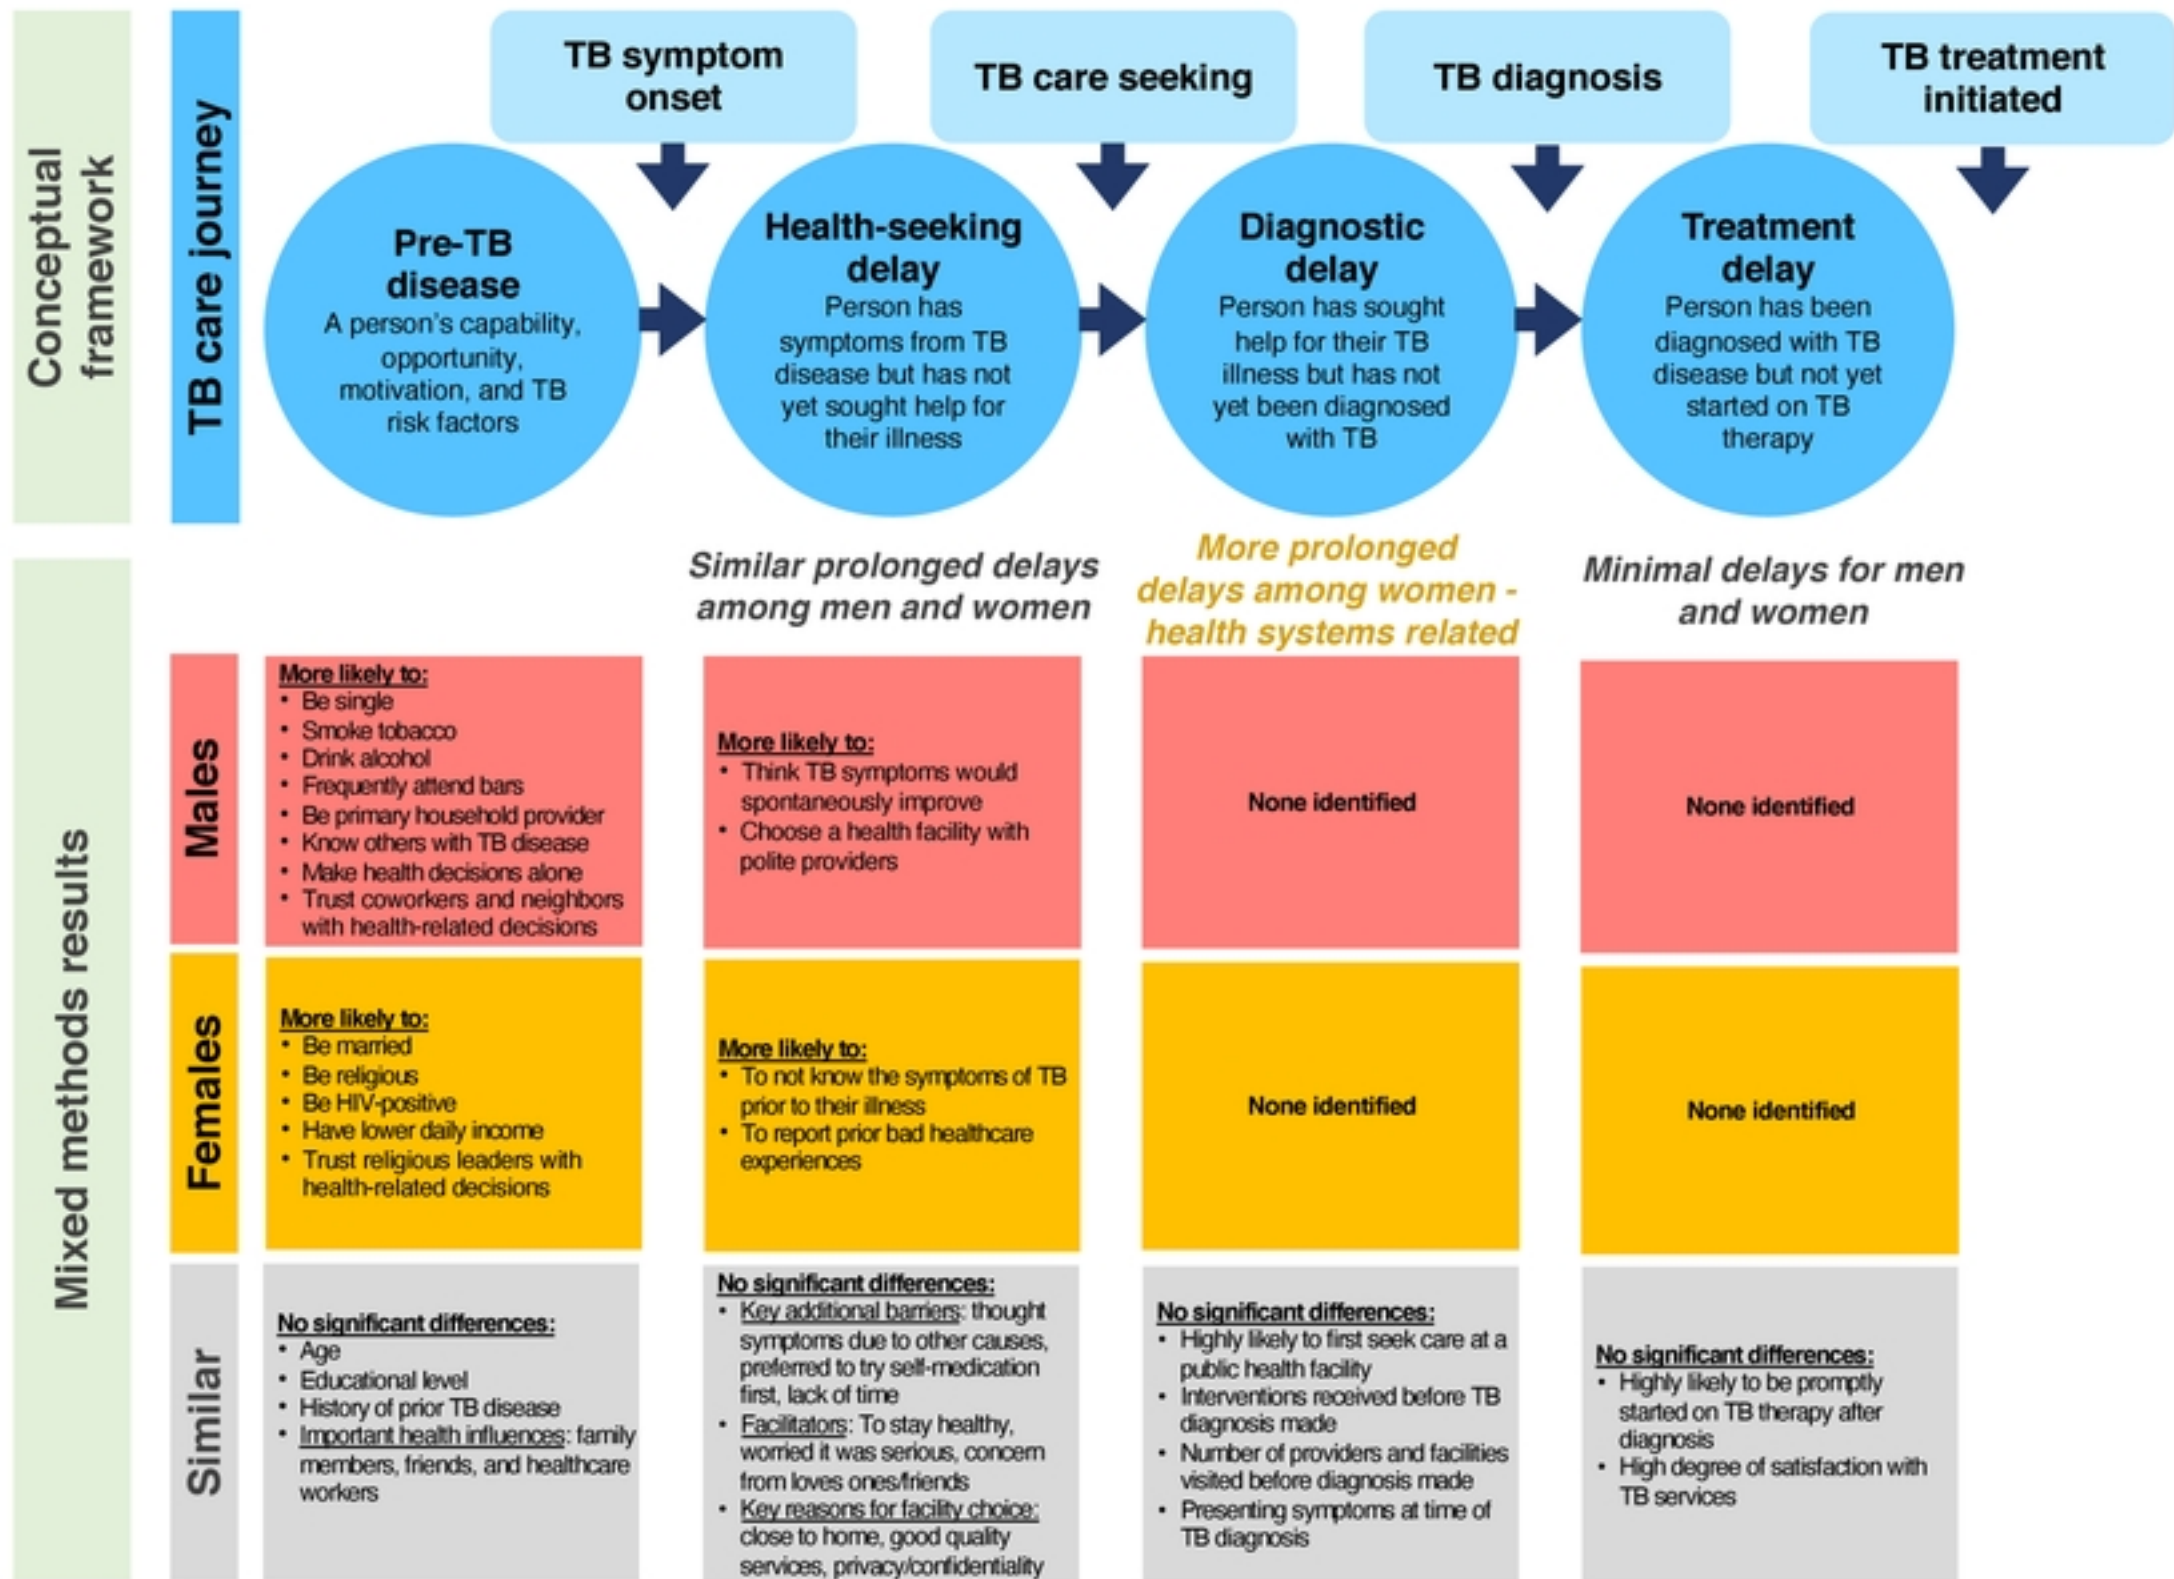 Conceptual
framework
TB care journey
TB symptom
onset
TB care seeking
TB diagnosis
TB treatment
initiated
Pre-TB
disease
A person's capability,
opportunity,
motivation, and TB
risk factors
Health-seeking
delay
Person has
symptoms from TB
disease but has not
yet sought help for
their illness
Diagnostic
delay
Person has sought
help for their TB
illness but has not
yet been diagnosed
with TB
Treatment
delay
Person has been
diagnosed with TB
disease but not yet
started on TB
therapy
Mixed methods results
Similar prolonged delays
among men and women
More prolonged
delays among women -
health systems related
Minimal delays for men
and women
Males
More likely to:
• Be single
• Smoke tobacco
• Drink alcohol
• Frequently attend bars
• Be primary household provider
• Know others with TB disease
• Make health decisions alone
• Trust coworkers and neighbors
with health-related decisions
More likely to:
• Think TB symptoms would
spontaneously improve
• Choose a health facility with
polite providers
None identified
None identified
Females
More likely to:
• Be married
• Be religious
• Be HIV-positive
• Have lower daily income
• Trust religious leaders with
health-related decisions
More likely to:
• To not know the symptoms of TB
prior to their illness
• To report prior bad healthcare
experiences
None identified
None identified
Similar
No significant differences:
• Age
• Educational level
• History of prior TB disease
• Important health influences: family
members, friends, and healthcare
workers
No significant differences:
• Key additional barriers: thought
symptoms due to other causes,
preferred to try self-medication
first, lack of time
• Facilitators: To stay healthy,
worried it was serious, concern
from loves ones/friends
• Key reasons for facility choice:
close to home, good quality
services, privacy/confidentiality
No significant differences:
• Highly likely to first seek care at a
public health facility
• Interventions received before TB
diagnosis made
• Number of providers and facilities
visited before diagnosis made
• Presenting symptoms at time of
TB diagnosis
No significant differences:
• Highly likely to be promptly
started on TB therapy after
diagnosis
• High degree of satisfaction with
TB services